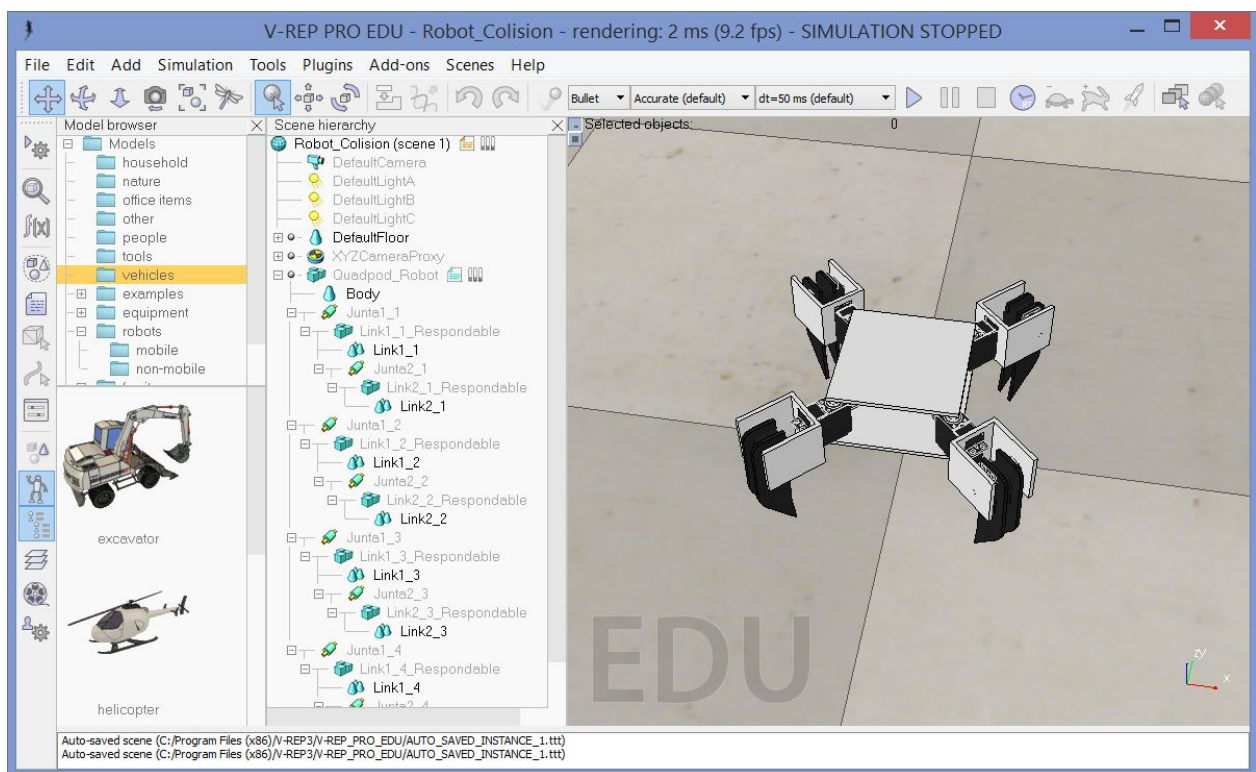 V-REP PRO EDU - Robot_Colision - rendering: 2 ms (9.2 fps) - SIMULATION STOPPED
File Edit Add Simulation Tools Plugins Add-ons Scenes Help
Bullet Accurate (default) dt=50 ms (default)
Model browser
Models
household
nature
office items
other
people
tools
vehicles
examples
equipment
robots
mobile
non-mobile
excavator
helicopter
Scene hierarchy
Robot_Colision (scene 1)
DefaultCamera
DefaultLightA
DefaultLightB
DefaultLightC
DefaultFloor
XYZCameraProxy
Quadpod_Robot
Body
Junta1_1
Link1_1_Respondable
Link1_1
Junta2_1
Link2_1_Respondable
Link2_1
Junta1_2
Link1_2_Respondable
Link1_2
Junta2_2
Link2_2_Respondable
Link2_2
Junta1_3
Link1_3_Respondable
Link1_3
Junta2_3
Link2_3_Respondable
Link2_3
Junta1_4
Link1_4_Respondable
Link1_4
Junta2_4
Selected objects: 0
EDU
zy
x
f(x)
RT
Auto-saved scene (C:/Program Files (x86)/V-REP3/V-REP_PRO_EDU/AUTO_SAVED_INSTANCE_1.ttt)
Auto-saved scene (C:/Program Files (x86)/V-REP3/V-REP_PRO_EDU/AUTO_SAVED_INSTANCE_1.ttt)